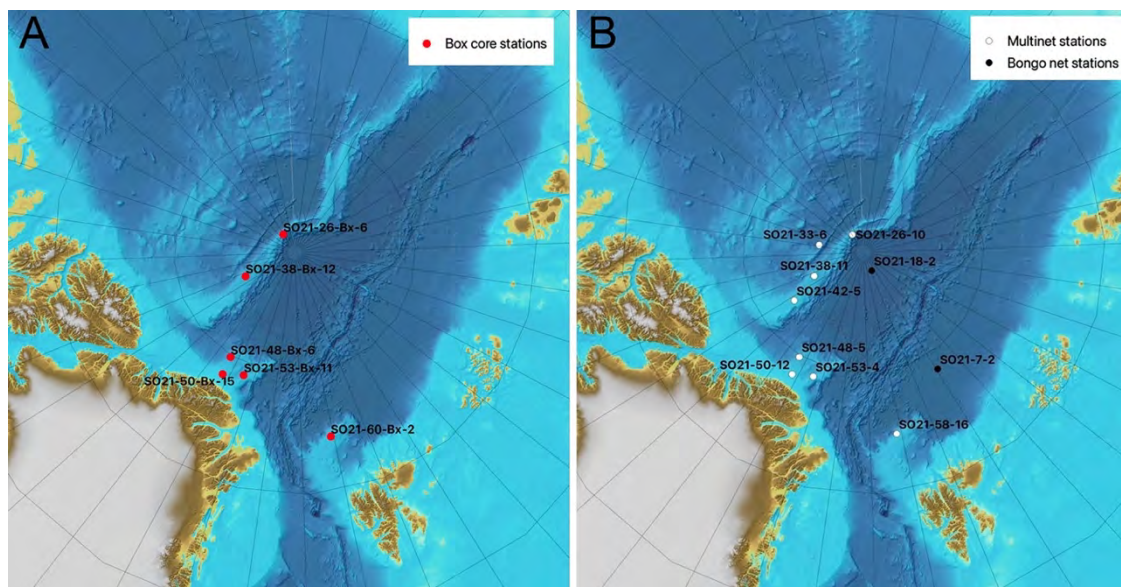 A
Box core stations
SO21-26-Bx-6
SO21-38-Bx-12
SO21-48-Bx-6
SO21-53-Bx-11
SO21-50-Bx-15
SO21-60-Bx-2
B
Multinet stations
Bongo net stations
SO21-33-6
SO21-26-10
SO21-38-11
SO21-18-2
SO21-42-5
SO21-48-5
SO21-50-12
SO21-53-4
SO21-7-2
SO21-58-16